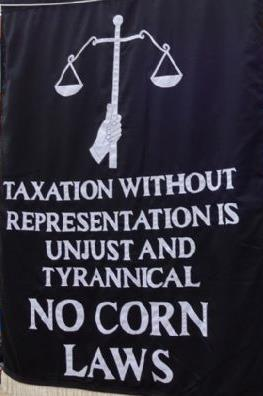 TAXATION WITHOUT
REPRESENTATION IS
UNJUST AND
TYRANNICAL
NO CORN
LAWS